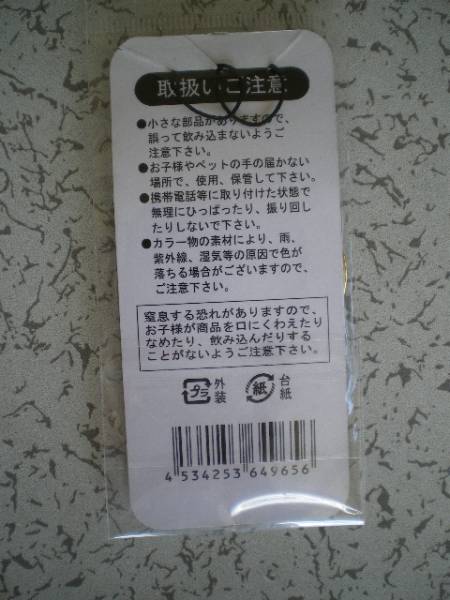 取扱いご注意
●小さな部品がありますので、
誤って飲み込まないようご
注意下さい。
●お子様やペットの手の届かない
場所で、使用、保管して下さい。
●携帯電話等に取り付けた状態で
無理にひっぱったり、振り回し
たりしないで下さい。
●カラー物の素材により、雨、
紫外線、湿気等の原因で色が
落ちる場合がございますので、
ご注意下さい。
窒息する恐れがありますので、
お子様が商品を口にくわえたり
なめたり、飲み込んだりする
ことがないようご注意下さい。
プラ 外装
紙 台紙
4 534253 649656